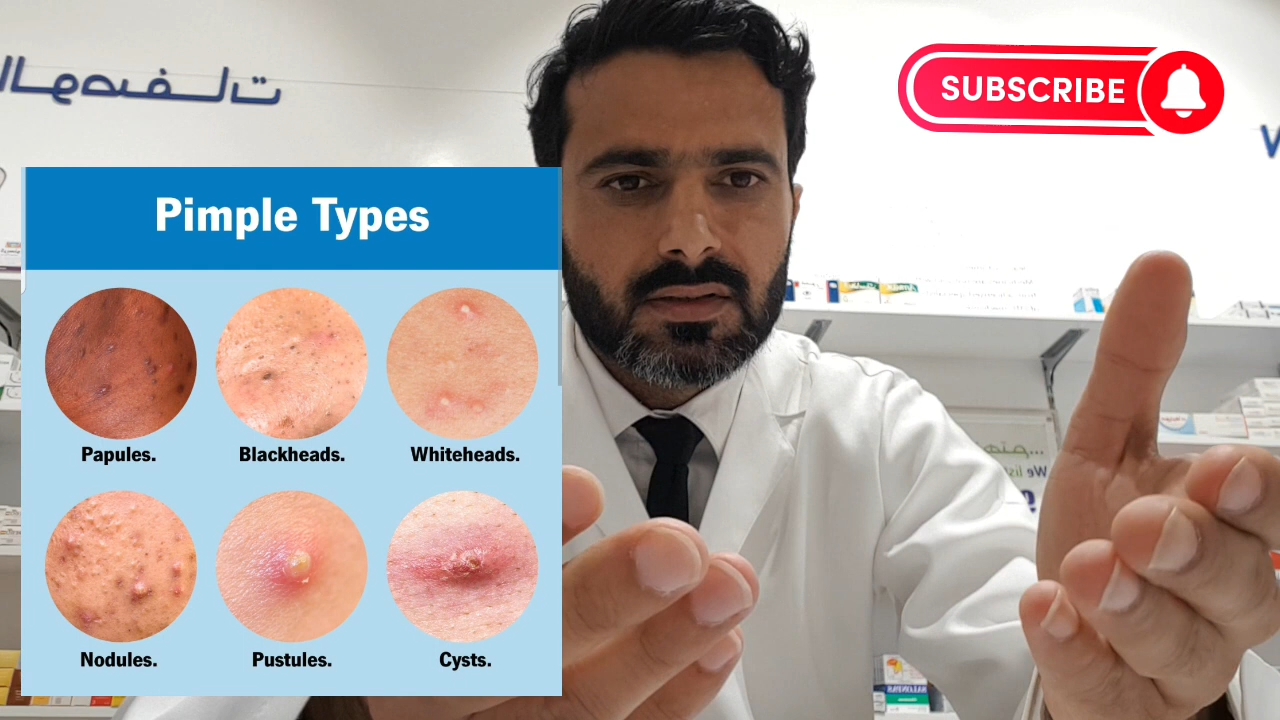 SUBSCRIBE
Pimple Types
Papules. Blackheads. Whiteheads.
Nodules. Pustules. Cysts.